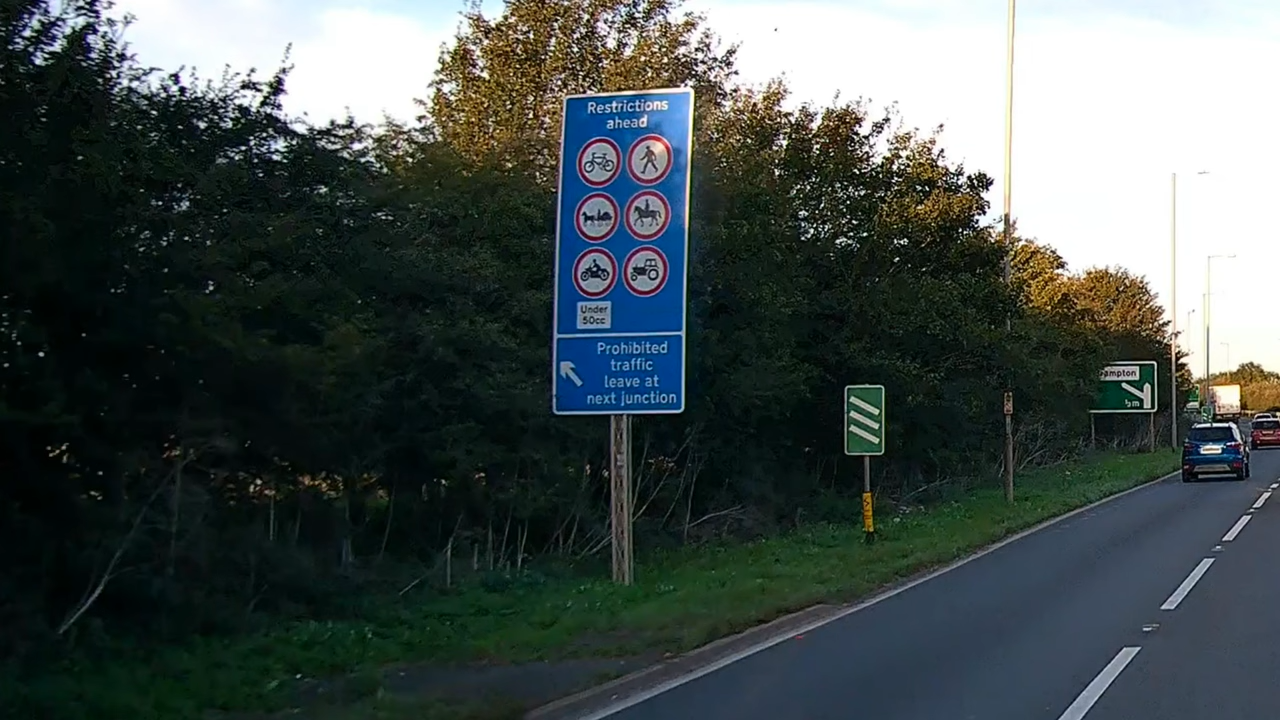 Restrictions
ahead
Under
50cc
Prohibited
traffic
leave at
next junction
ampton
½m